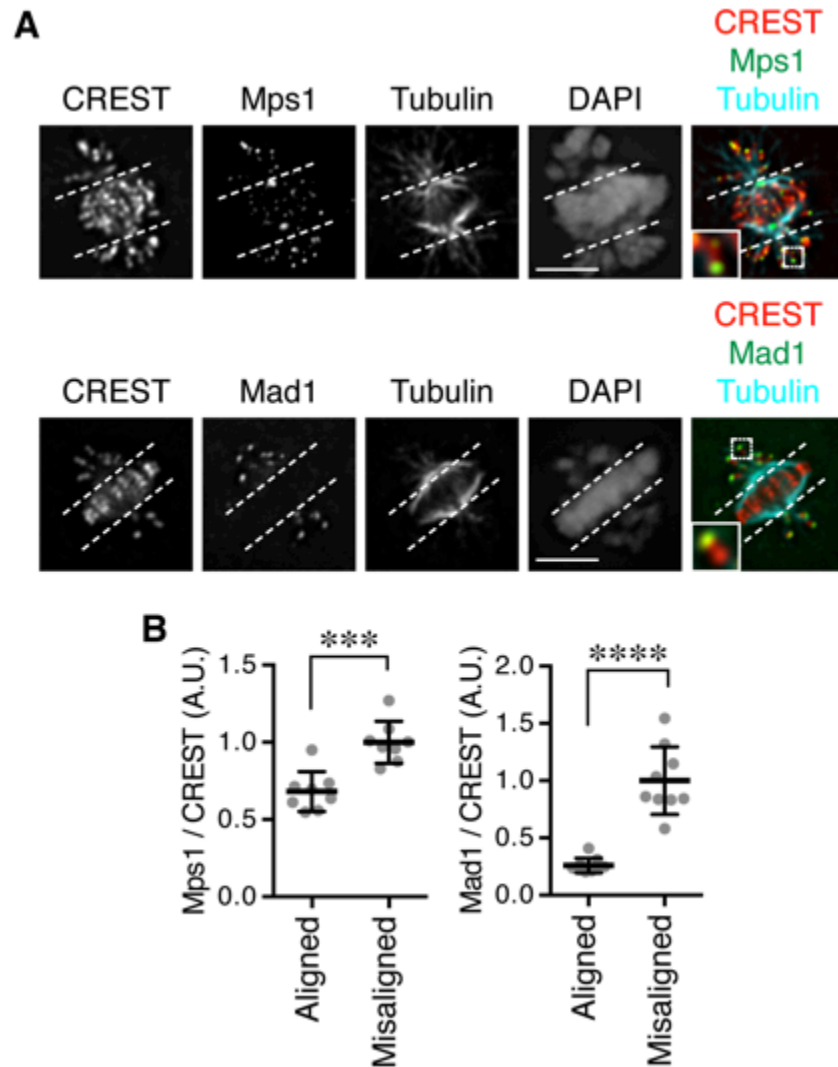 A
CREST
Mps1
Tubulin
CREST Mps1 Tubulin DAPI
CREST
Mad1
Tubulin
CREST Mad1 Tubulin DAPI
B
***
Mps1 / CREST (A.U.)
1.5
1.0
0.5
0.0
Aligned
Misaligned
****
Mad1 / CREST (A.U.)
2.0
1.5
1.0
0.5
0.0
Aligned
Misaligned